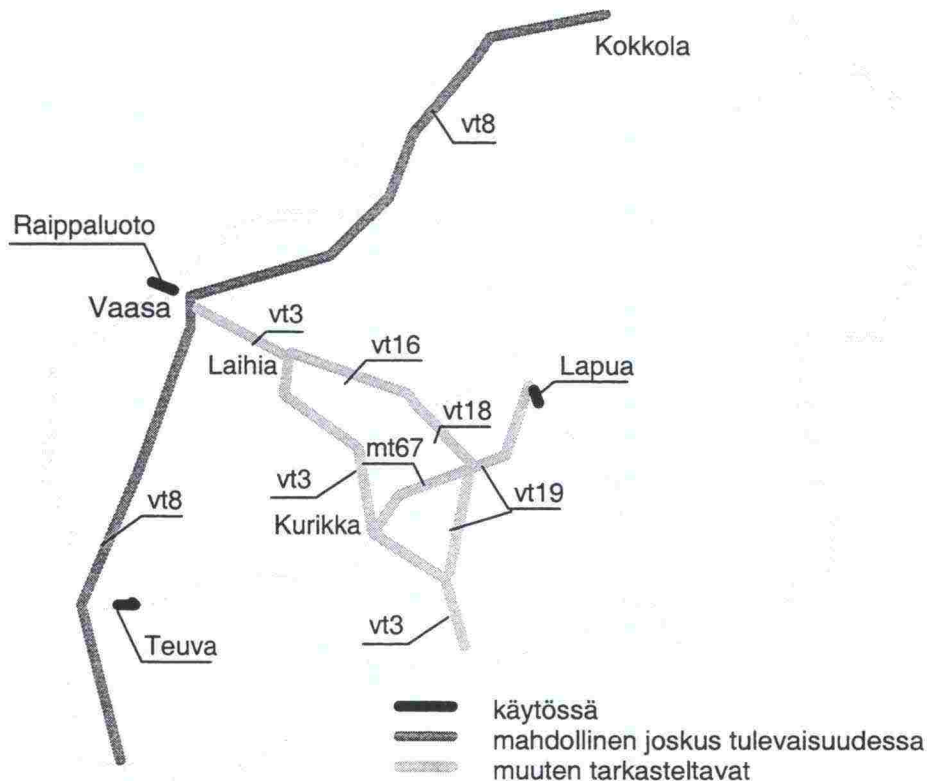 Kokkola
vt8
Raippaluoto
Vaasa
vt3
Laihia
vt16
Lapua
vt18
mt67
vt3
vt19
Kurikka
vt8
vt3
Teuva
käytössä
mahdollinen joskus tulevaisuudessa
muuten tarkasteltavat